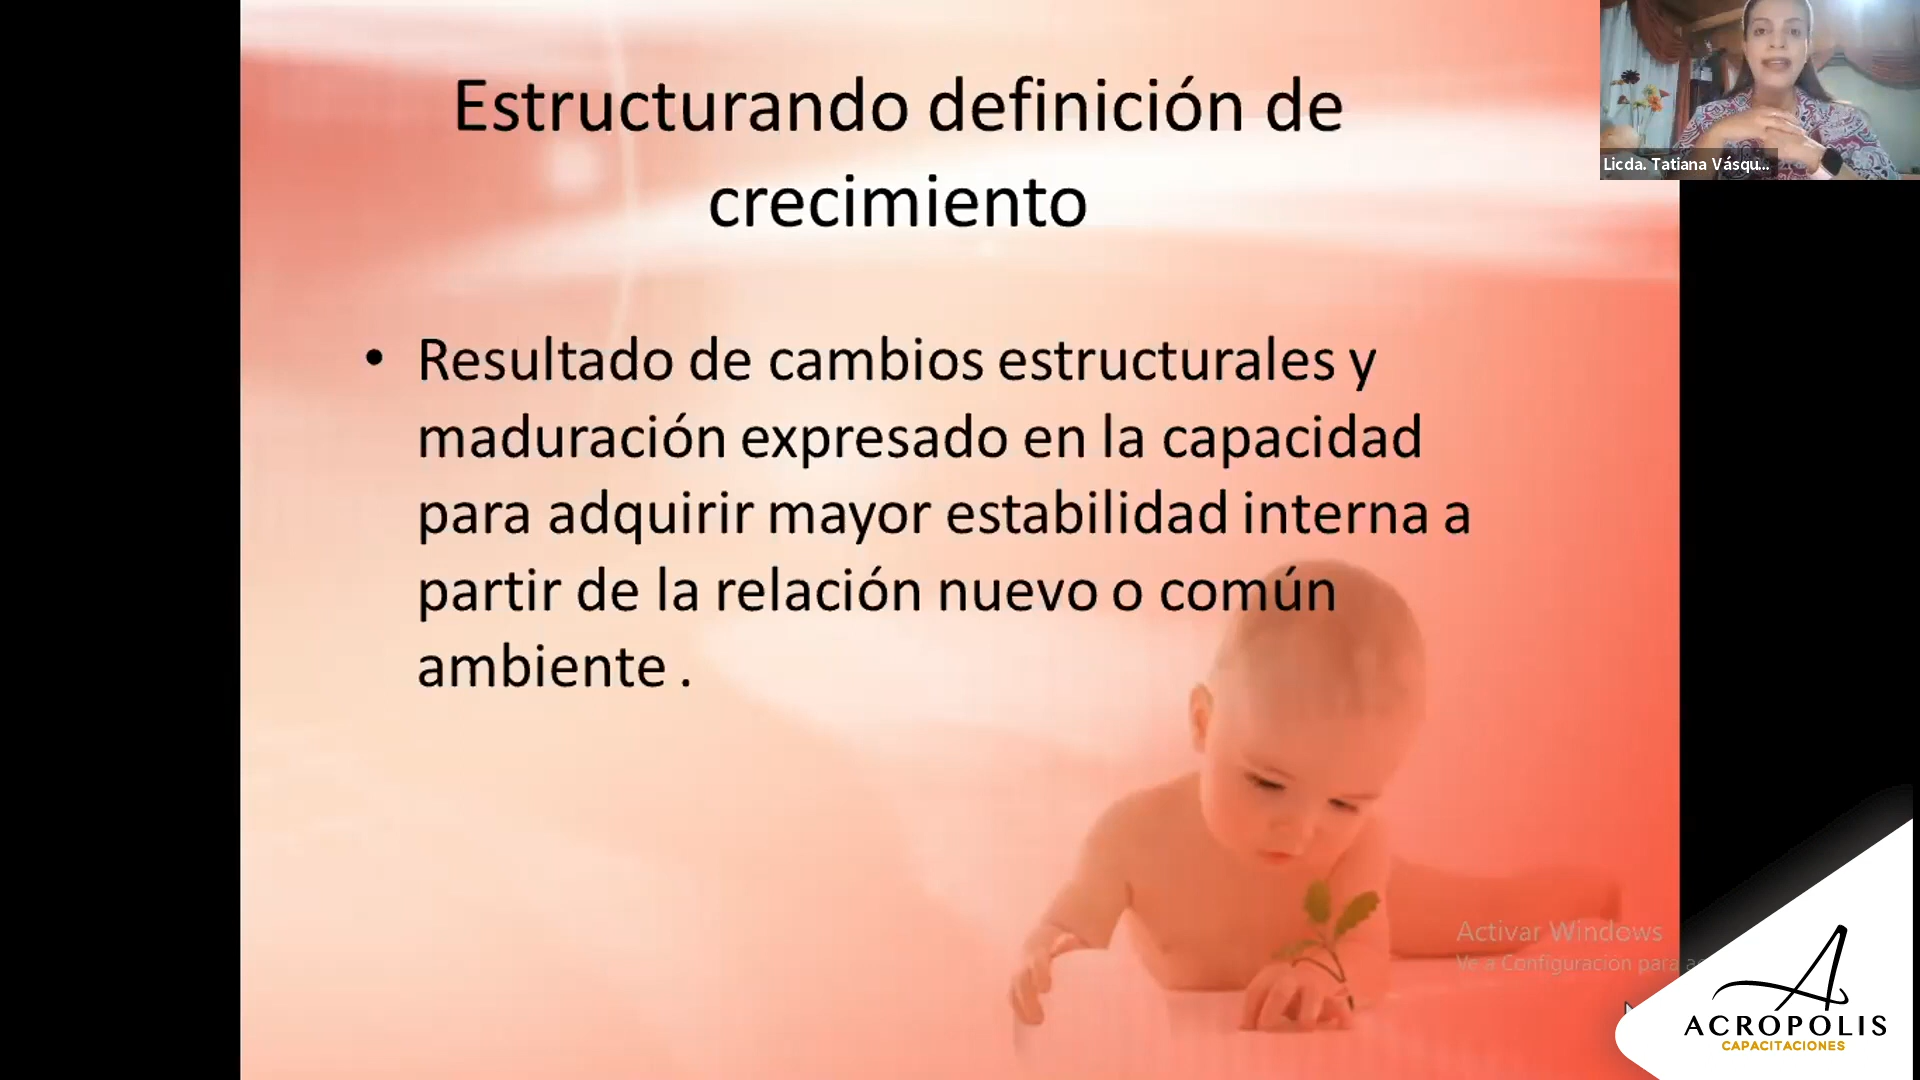 Estructurando definición de
crecimiento
• Resultado de cambios estructurales y
maduración expresado en la capacidad
para adquirir mayor estabilidad interna a
partir de la relación nuevo o común
ambiente .
Licda. Tatiana Vásqu...
Activar Windows
Ve a Configuración para
ACROPOLIS
CAPACITACIONES